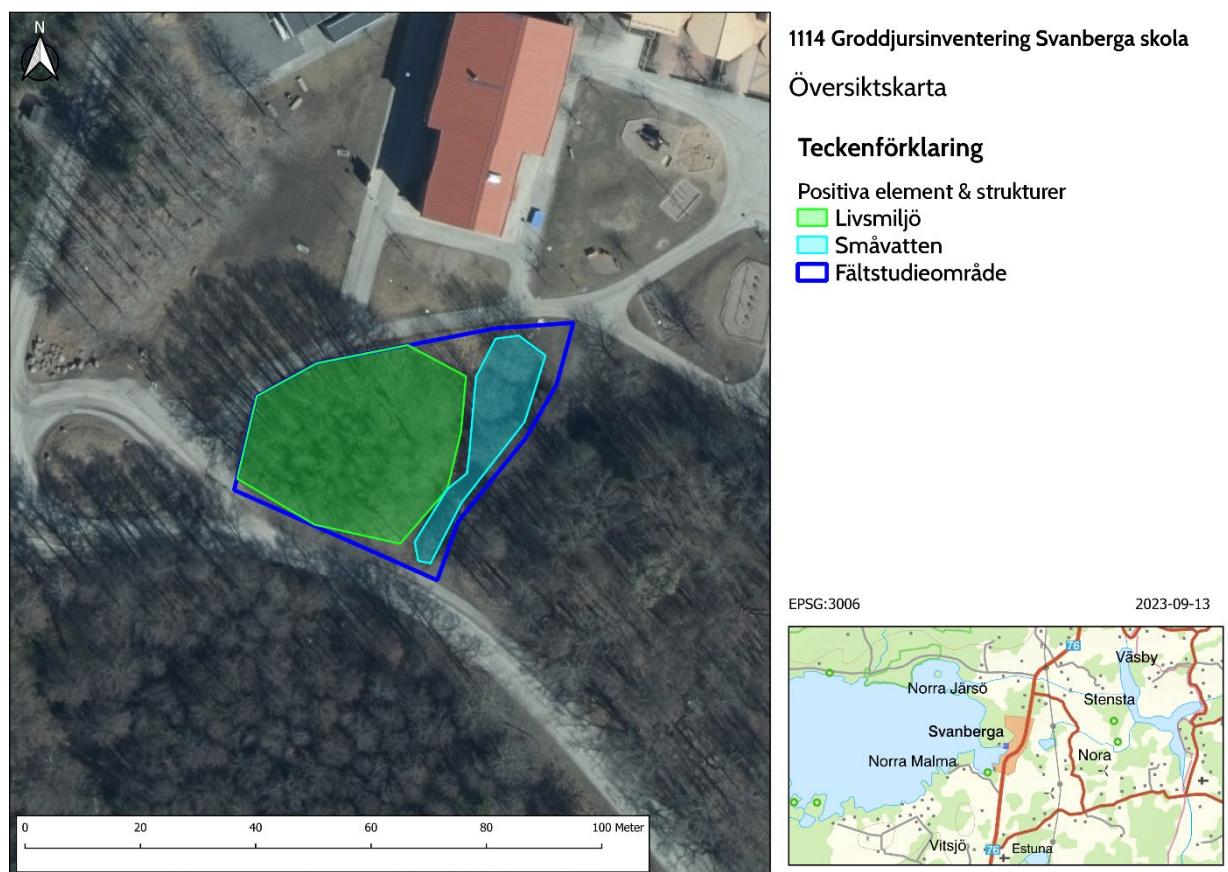 N
1114 Groddjursinventering Svanberga skola
Översiktskarta
Teckenförklaring
Positiva element & strukturer
Livsmiljö
Småvatten
Fältstudieområde
EPSG:3006 2023-09-13
76
Väsby
Norra Järsö
Stensta
Svanberga
Nora
Norra Malma
Vitsjö
76
Estuna
0 20 40 60 80 100 Meter